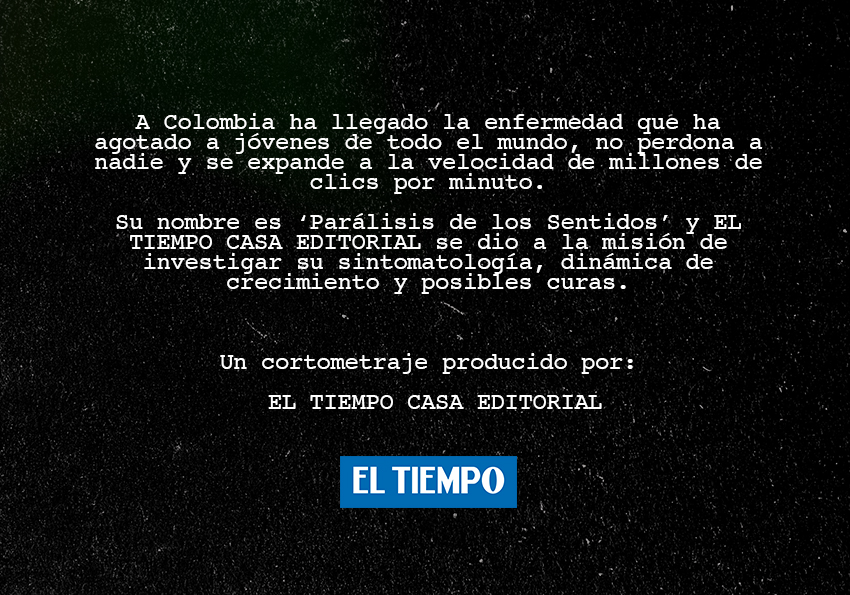 A Colombia ha llegado la enfermedad que ha
agotado a jóvenes de todo el mundo, no perdona a
nadie y se expande a la velocidad de millones de
clics por minuto.
Su nombre es ‘Parálisis de los Sentidos’ y EL
TIEMPO CASA EDITORIAL se dio a la misión de
investigar su sintomatología, dinámica de
crecimiento y posibles curas.
Un cortometraje producido por:
EL TIEMPO CASA EDITORIAL
EL TIEMPO